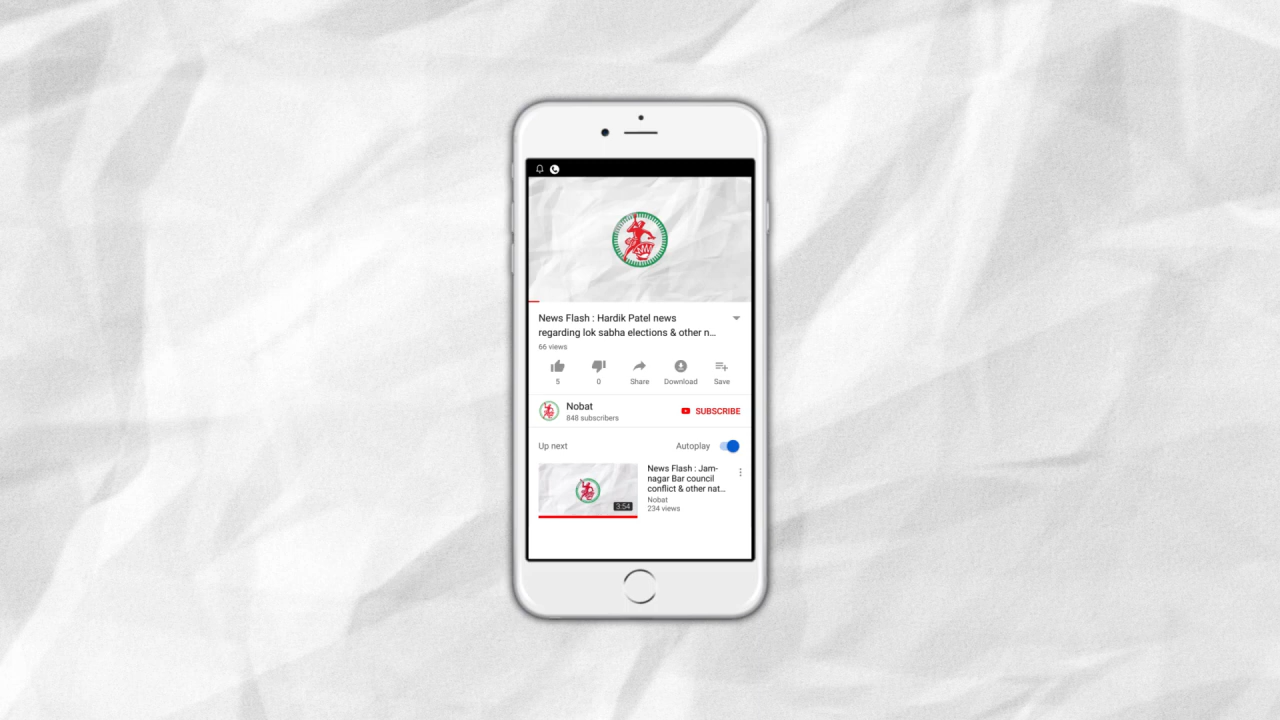 News Flash : Hardik Patel news
regarding lok sabha elections & other n...
66 views
5
0
Share
Download
Save
Nobat
848 subscribers
SUBSCRIBE
Up next
Autoplay
3:54
News Flash : Jam-
nagar Bar council
conflict & other nat...
Nobat
234 views